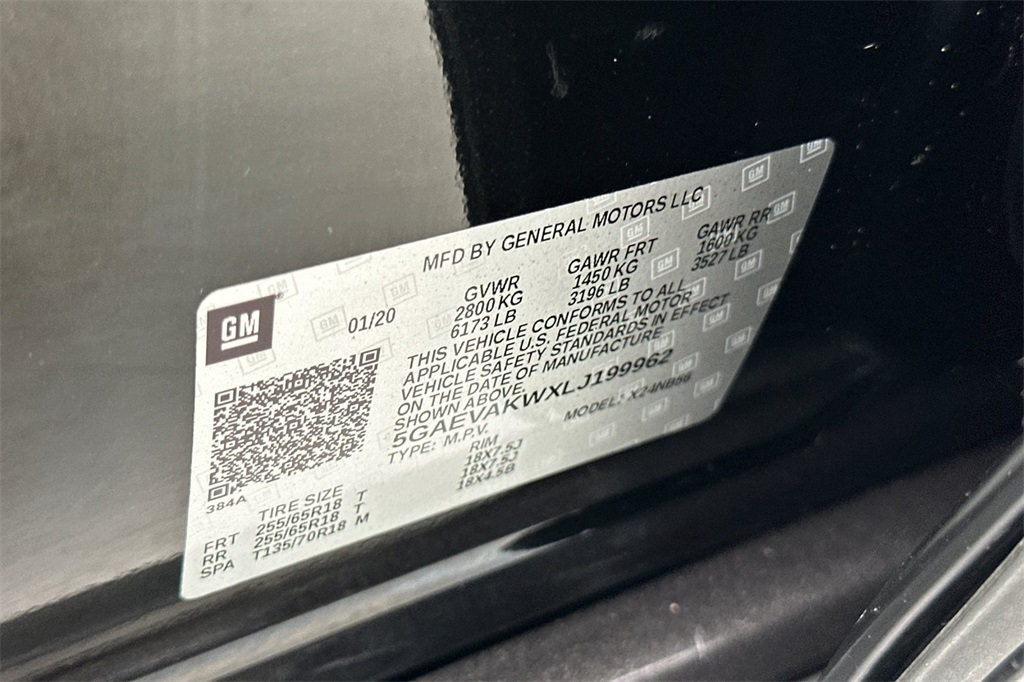 MFD BY GENERAL MOTORS LLC
GM
01/20
GVWR
2800 KG
6173 LB
GAWR FRT
1450 KG
3196 LB
GAWR RR
1600 KG
3527 LB
THIS VEHICLE CONFORMS TO ALL
APPLICABLE U.S. FEDERAL MOTOR
VEHICLE SAFETY STANDARDS IN EFFECT
ON THE DATE OF MANUFACTURE
SHOWN ABOVE.
5GAEVAKWXLJ199962
TYPE: M.P.V. MODEL: X24NB56
384A
TIRE SIZE RIM
FRT 255/65R18 T 18X7.5J
RR 255/65R18 T 18X7.5J
SPA T135/70R18 M 18X4.5B